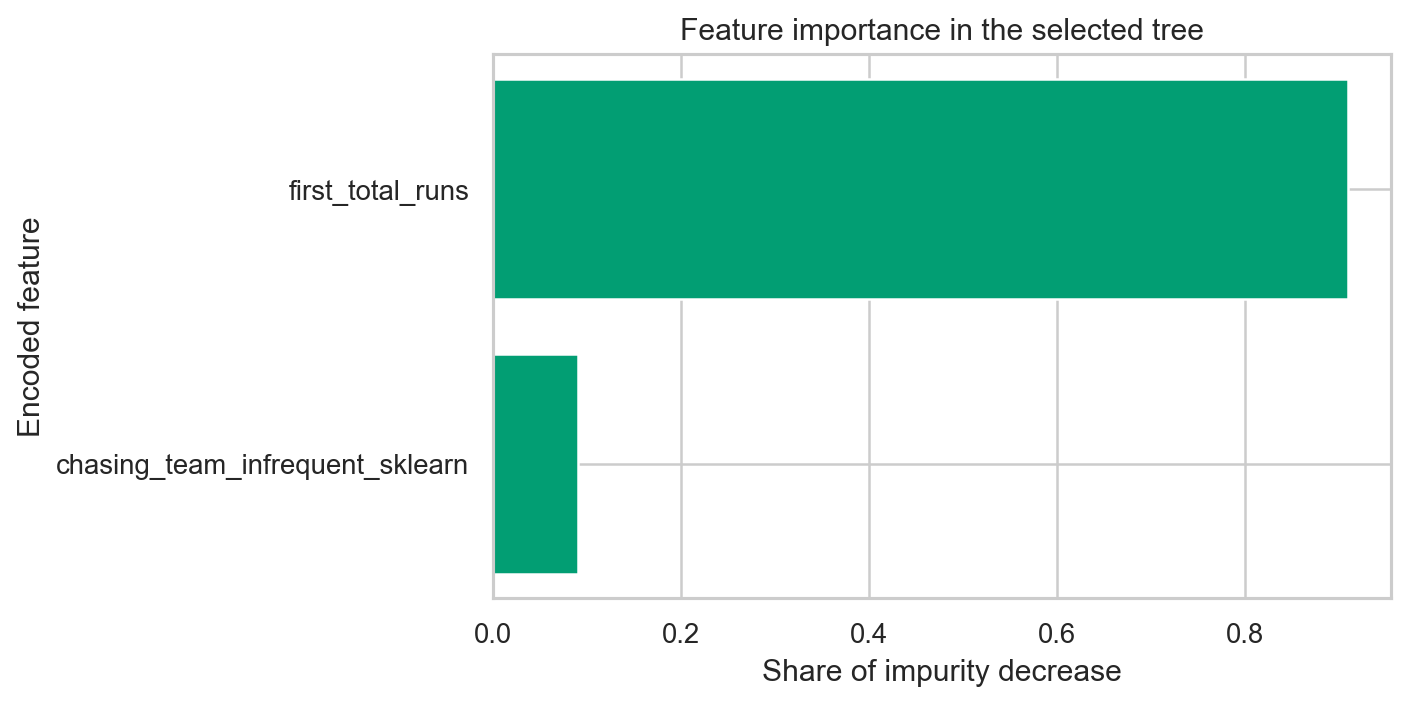 Feature importance in the selected tree
Encoded feature
first_total_runs
chasing_team_infrequent_sklearn
0.0 0.2 0.4 0.6 0.8
Share of impurity decrease